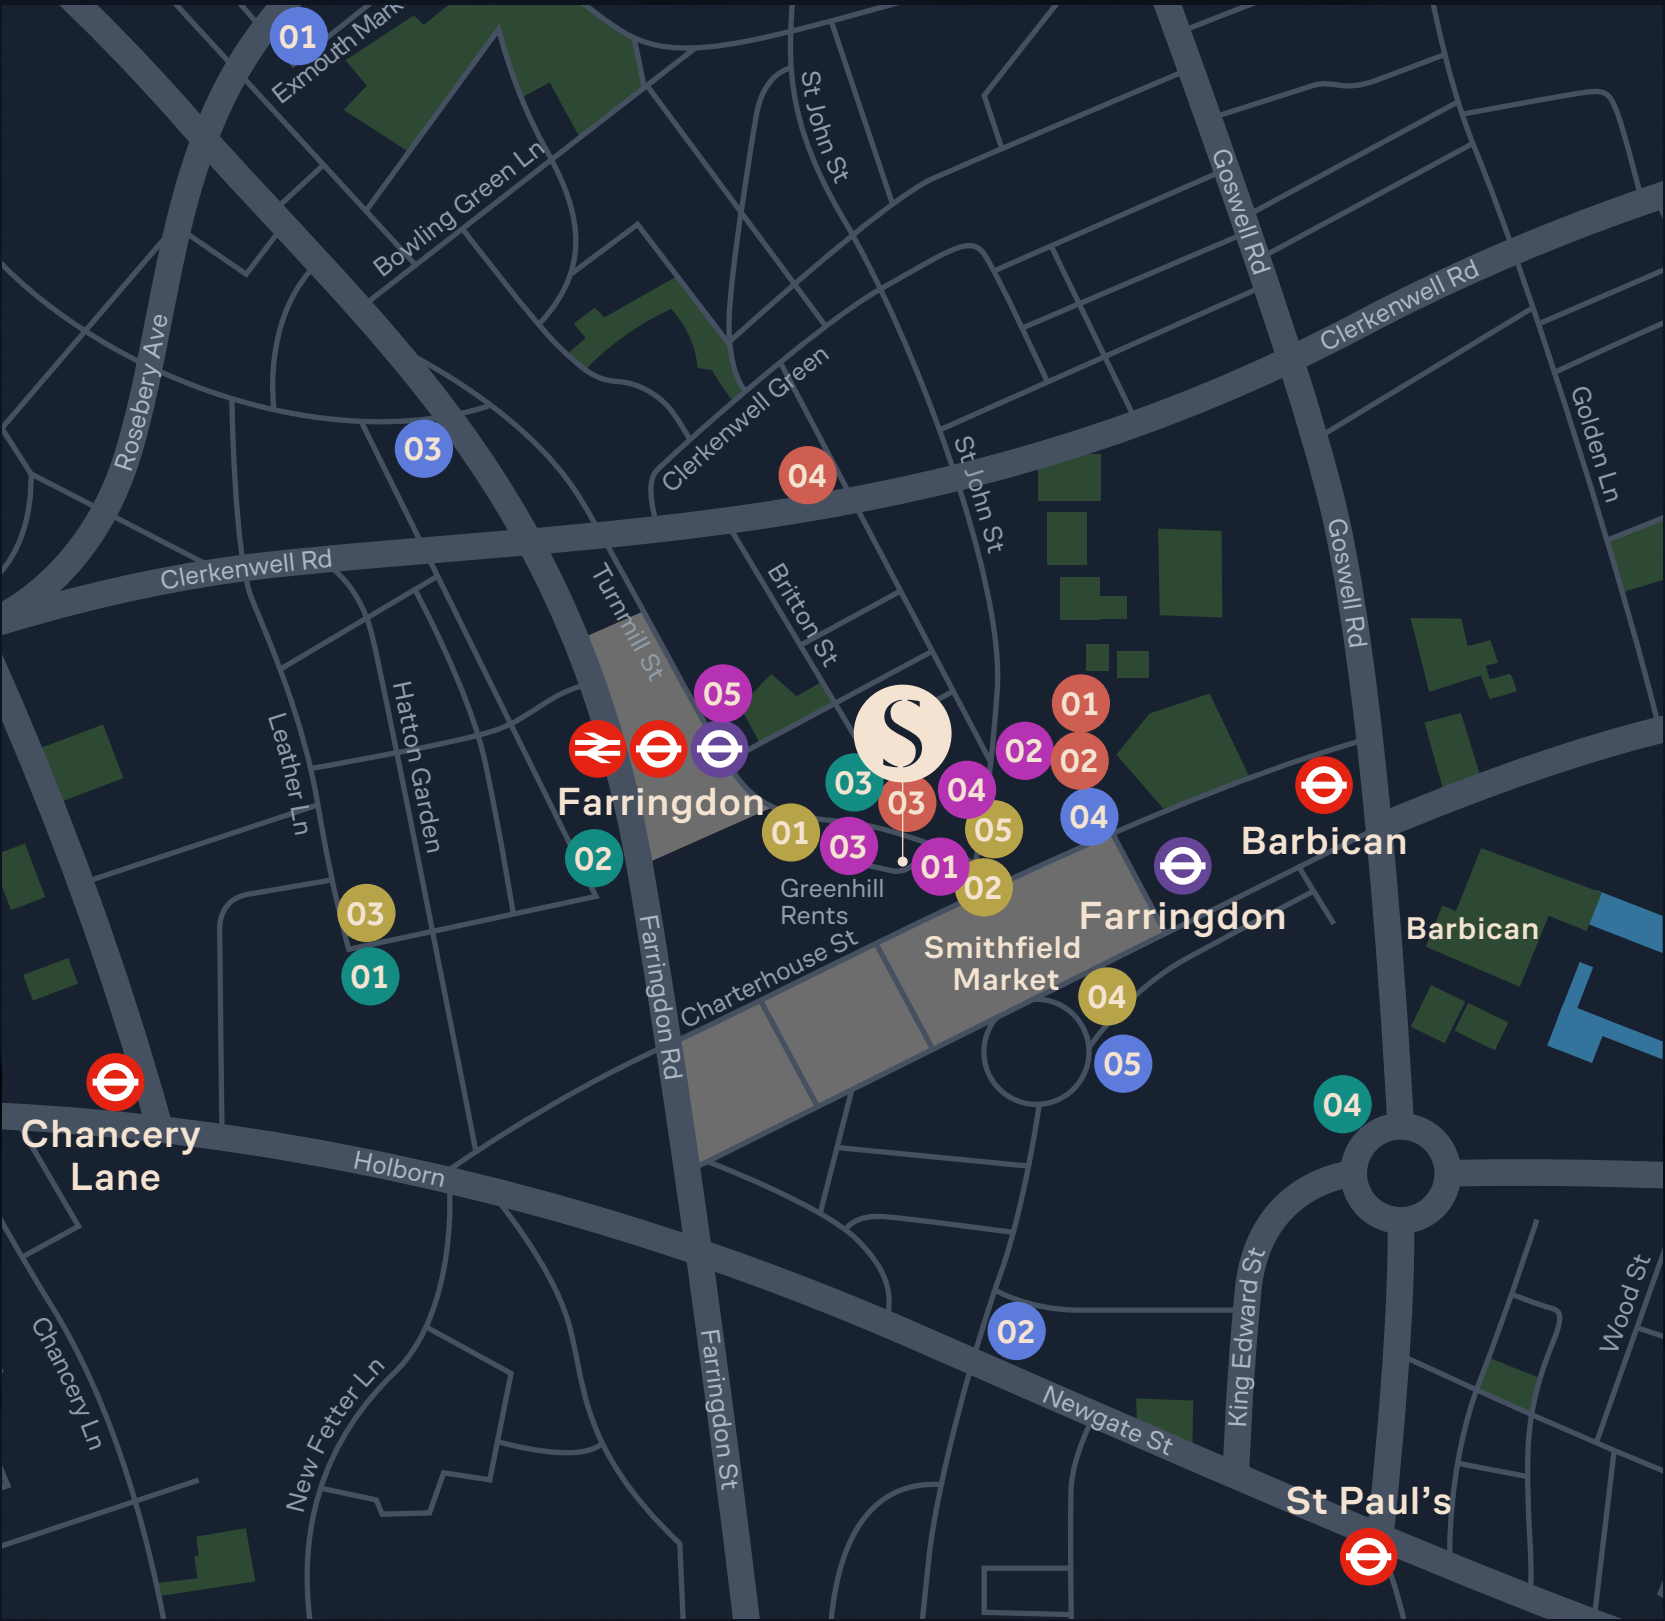 01
Exmouth Mark
St John St
Bowling Green Ln
Goswell Rd
Clerkenwell Rd
Rosebery Ave
Clerkenwell Green
Golden Ln
03
04
St John St
Clerkenwell Rd
Turnmill St
Britton St
Goswell Rd
Hatton Garden
Leather Ln
05
Farringdon
02
S
01
02
02
03
03
04
04
01
03
05
01
02
Greenhill
Rents
Barbican
Farringdon
Barbican
Smithfield
Market
03
01
Charterhouse St
Farringdon Rd
04
05
04
Chancery
Lane
Holborn
King Edward St
Wood St
02
Chancery Ln
New Fetter Ln
Farringdon St
Newgate St
St Paul's